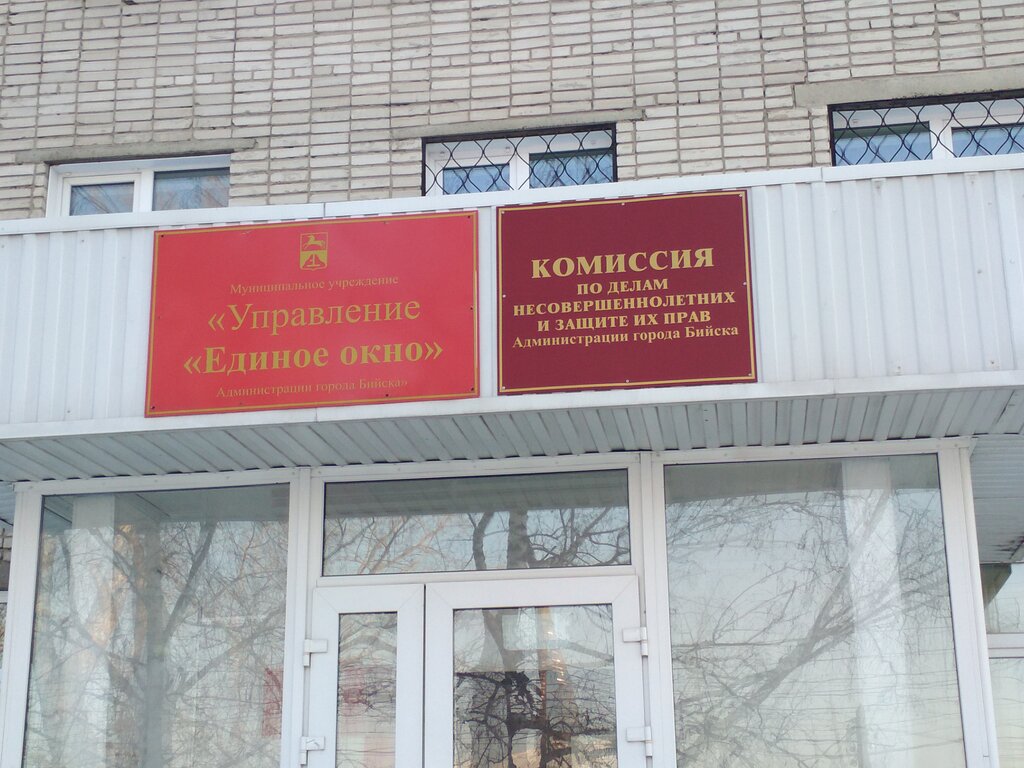 Муниципальное учреждение
«Управление
«Единое окно»
Администрации города Бийска»
КОМИССИЯ
ПО ДЕЛАМ
НЕСОВЕРШЕННОЛЕТНИХ
И ЗАЩИТЕ ИХ ПРАВ
Администрации города Бийска